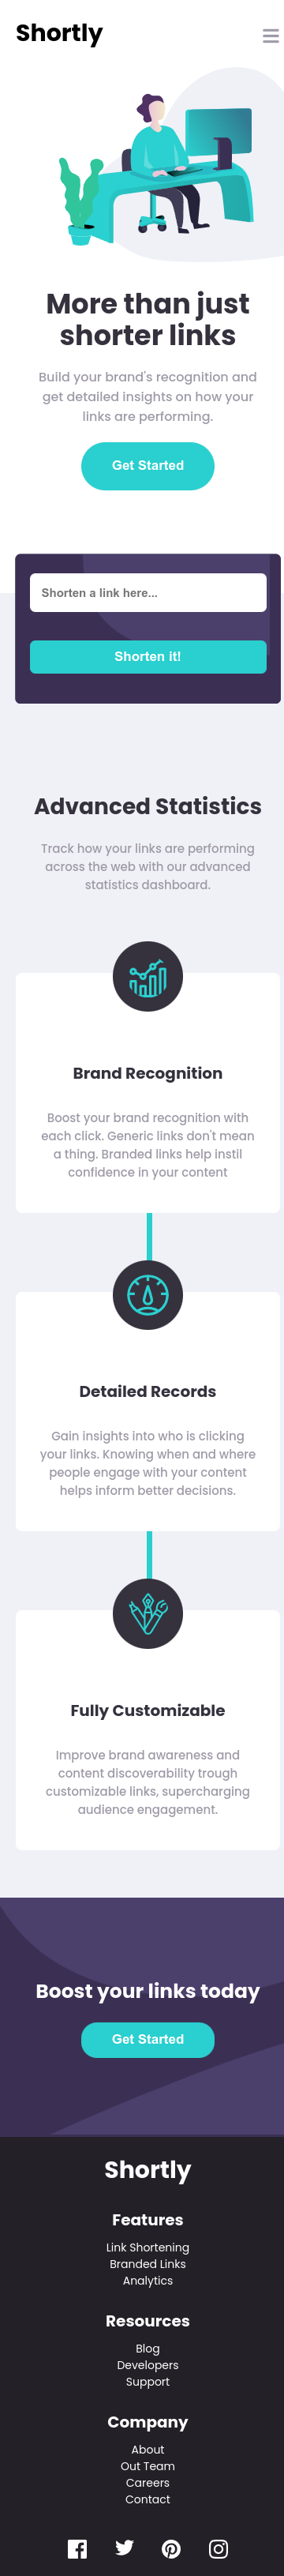 Shortly
More than just
shorter links
Build your brand's recognition and
get detailed insights on how your
links are performing.
Get Started
Shorten a link here...
Shorten it!
Advanced Statistics
Track how your links are performing
across the web with our advanced
statistics dashboard.
Brand Recognition
Boost your brand recognition with
each click. Generic links don't mean
a thing. Branded links help instil
confidence in your content
Detailed Records
Gain insights into who is clicking
your links. Knowing when and where
people engage with your content
helps inform better decisions.
Fully Customizable
Improve brand awareness and
content discoverability trough
customizable links, supercharging
audience engagement.
Boost your links today
Get Started
Shortly
Features
Link Shortening
Branded Links
Analytics
Resources
Blog
Developers
Support
Company
About
Out Team
Careers
Contact